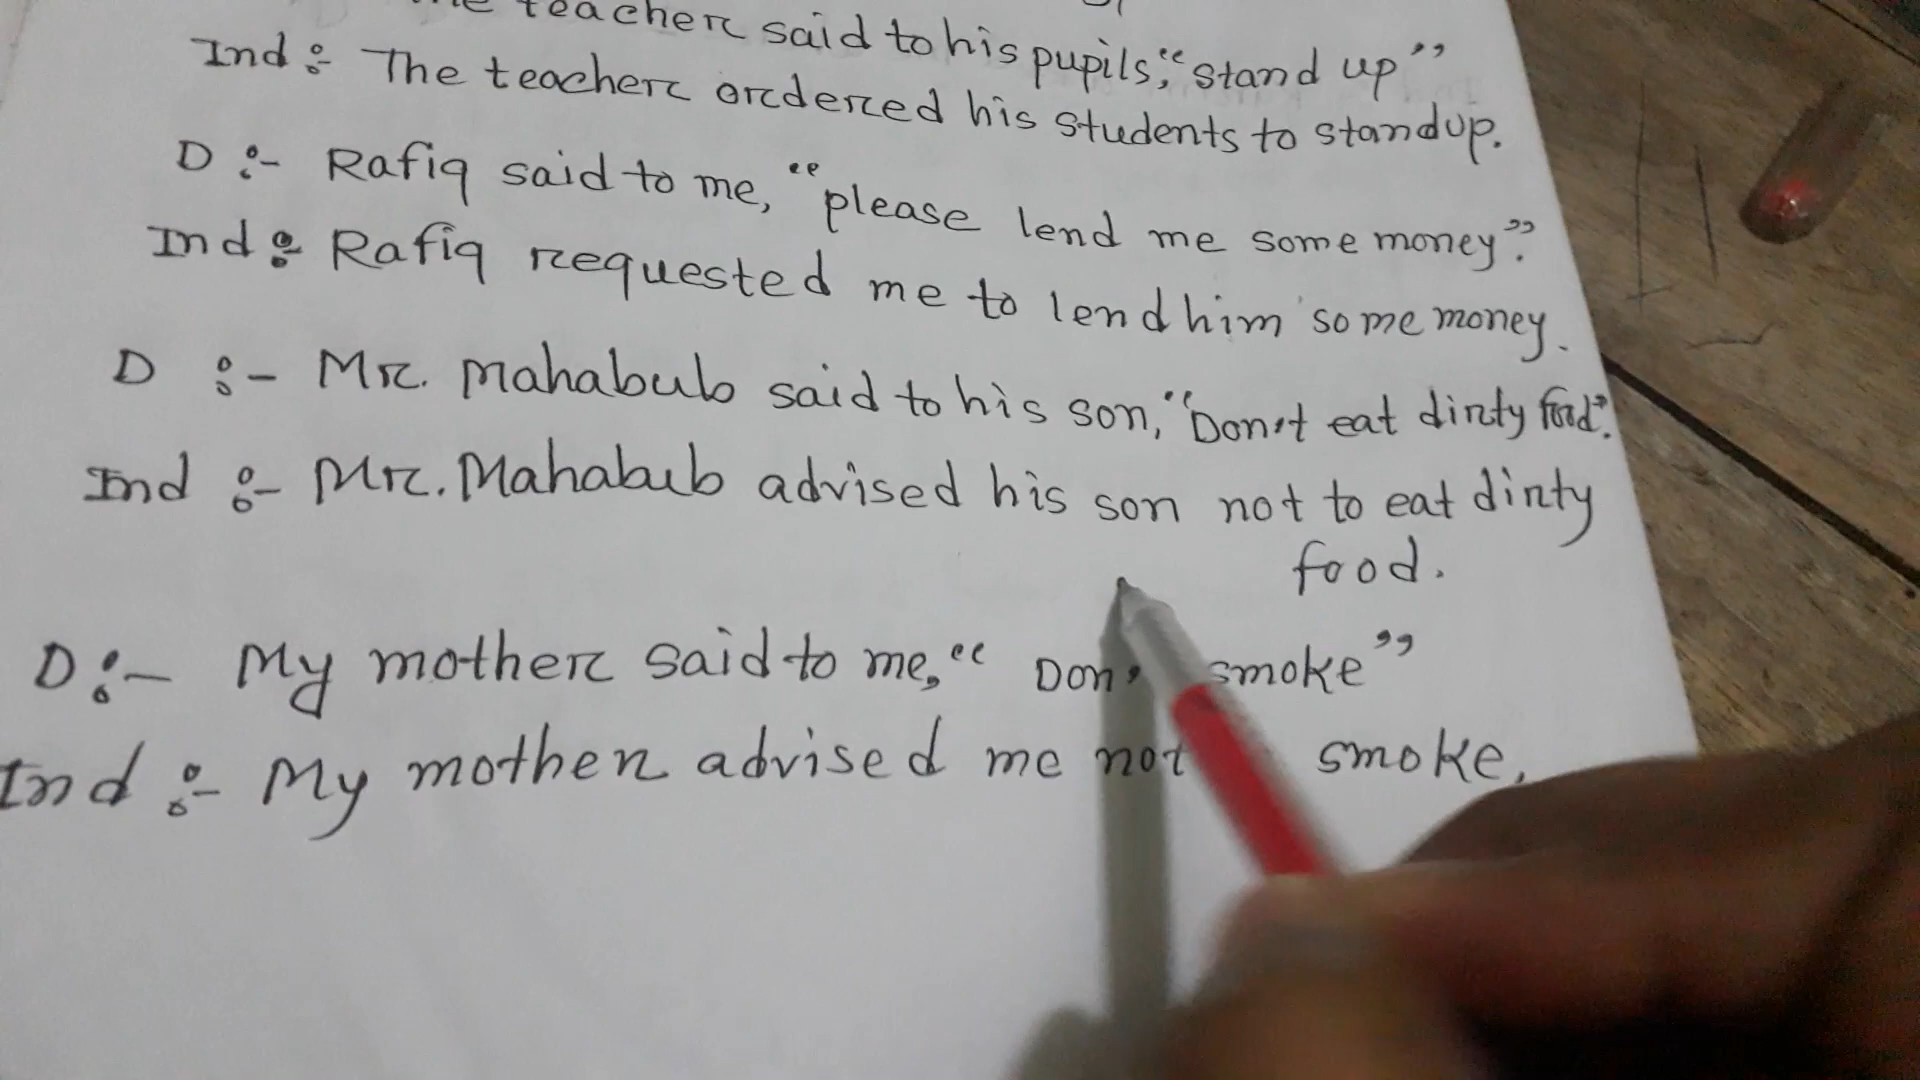 teacher said to his pupils, "stand up"
Ind :- The teacher ordered his students to standup.
D :- Rafiq said to me, "please lend me some money".
Ind :- Rafiq requested me to lend him some money.
D :- Mr. Mahabub said to his son, "Don't eat dirty food".
Ind :- Mr. Mahabub advised his son not to eat dirty
food.
D :- My mother said to me, " smoke"
Ind :- My mother advised me not smoke.